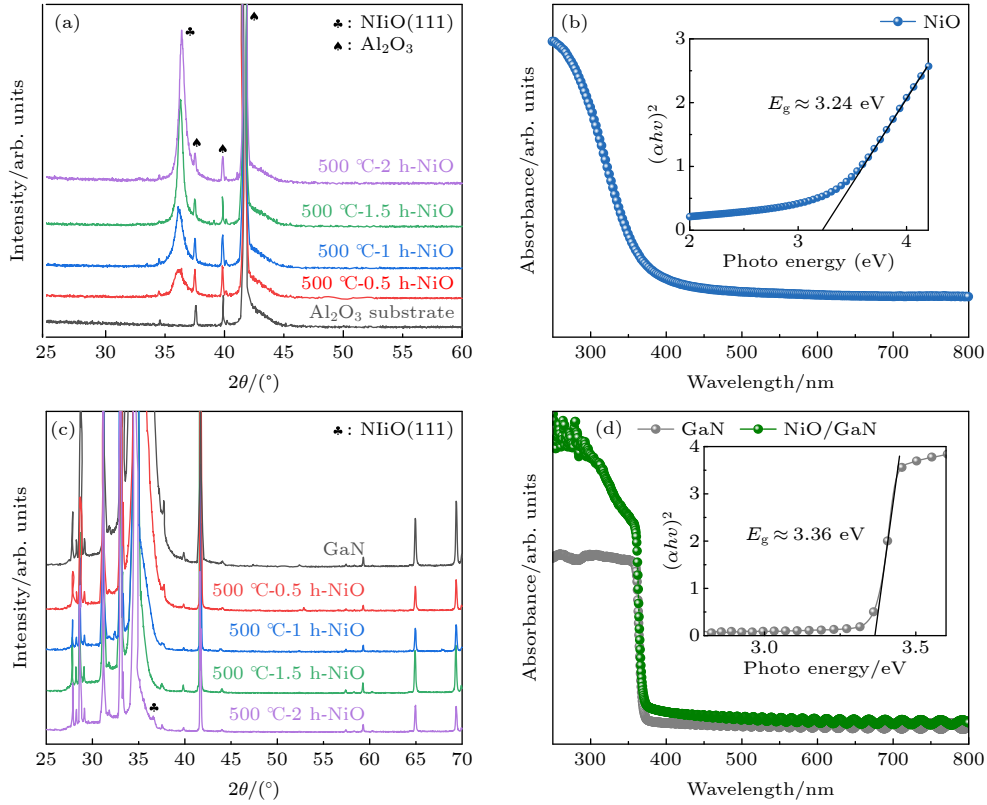 (a)
♣: NIiO(111)
♠: Al₂O₃
500 ℃-2 h-NiO
500 ℃-1.5 h-NiO
500 ℃-1 h-NiO
500 ℃-0.5 h-NiO
Al₂O₃ substrate
Intensity/arb. units
25 30 35 40 45 50 55 60
2θ/(°)
(b)
NiO
3
2
1
0
(αhv)²
E_g ≈ 3.24 eV
2 3 4
Photo energy (eV)
Absorbance/arb. units
300 400 500 600 700 800
Wavelength/nm
(c)
♣: NIiO(111)
GaN
500 ℃-0.5 h-NiO
500 ℃-1 h-NiO
500 ℃-1.5 h-NiO
500 ℃-2 h-NiO
Intensity/arb. units
25 30 35 40 45 50 55 60 65 70
2θ/(°)
(d)
GaN NiO/GaN
4
3
2
1
0
(αhv)²
E_g ≈ 3.36 eV
3.0 3.5
Photo energy/eV
Absorbance/arb. units
300 400 500 600 700 800
Wavelength/nm